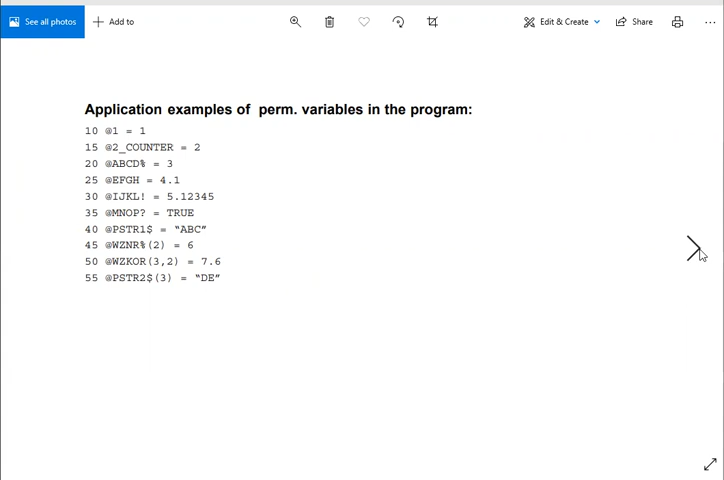 See all photos
Add to
Edit & Create
Share
Application examples of perm. variables in the program:
10 @1 = 1
15 @2_COUNTER = 2
20 @ABCD% = 3
25 @EFGH = 4.1
30 @IJKL! = 5.12345
35 @MNOP? = TRUE
40 @PSTR1$ = “ABC”
45 @WZNR%(2) = 6
50 @WZKOR(3,2) = 7.6
55 @PSTR2$(3) = “DE”